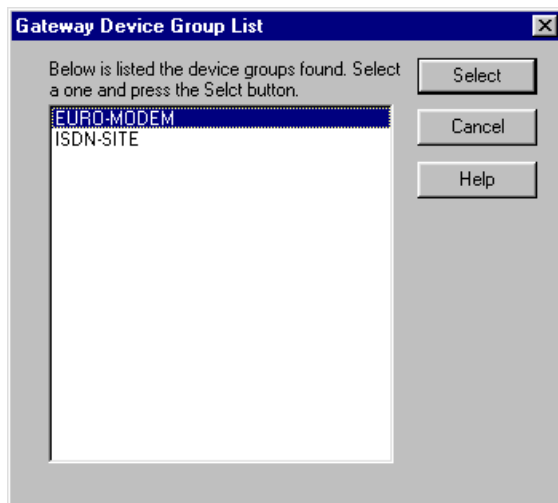 Gateway Device Group List
Below is listed the device groups found. Select
a one and press the Selct button.
EURO-MODEM
ISDN-SITE
Select
Cancel
Help